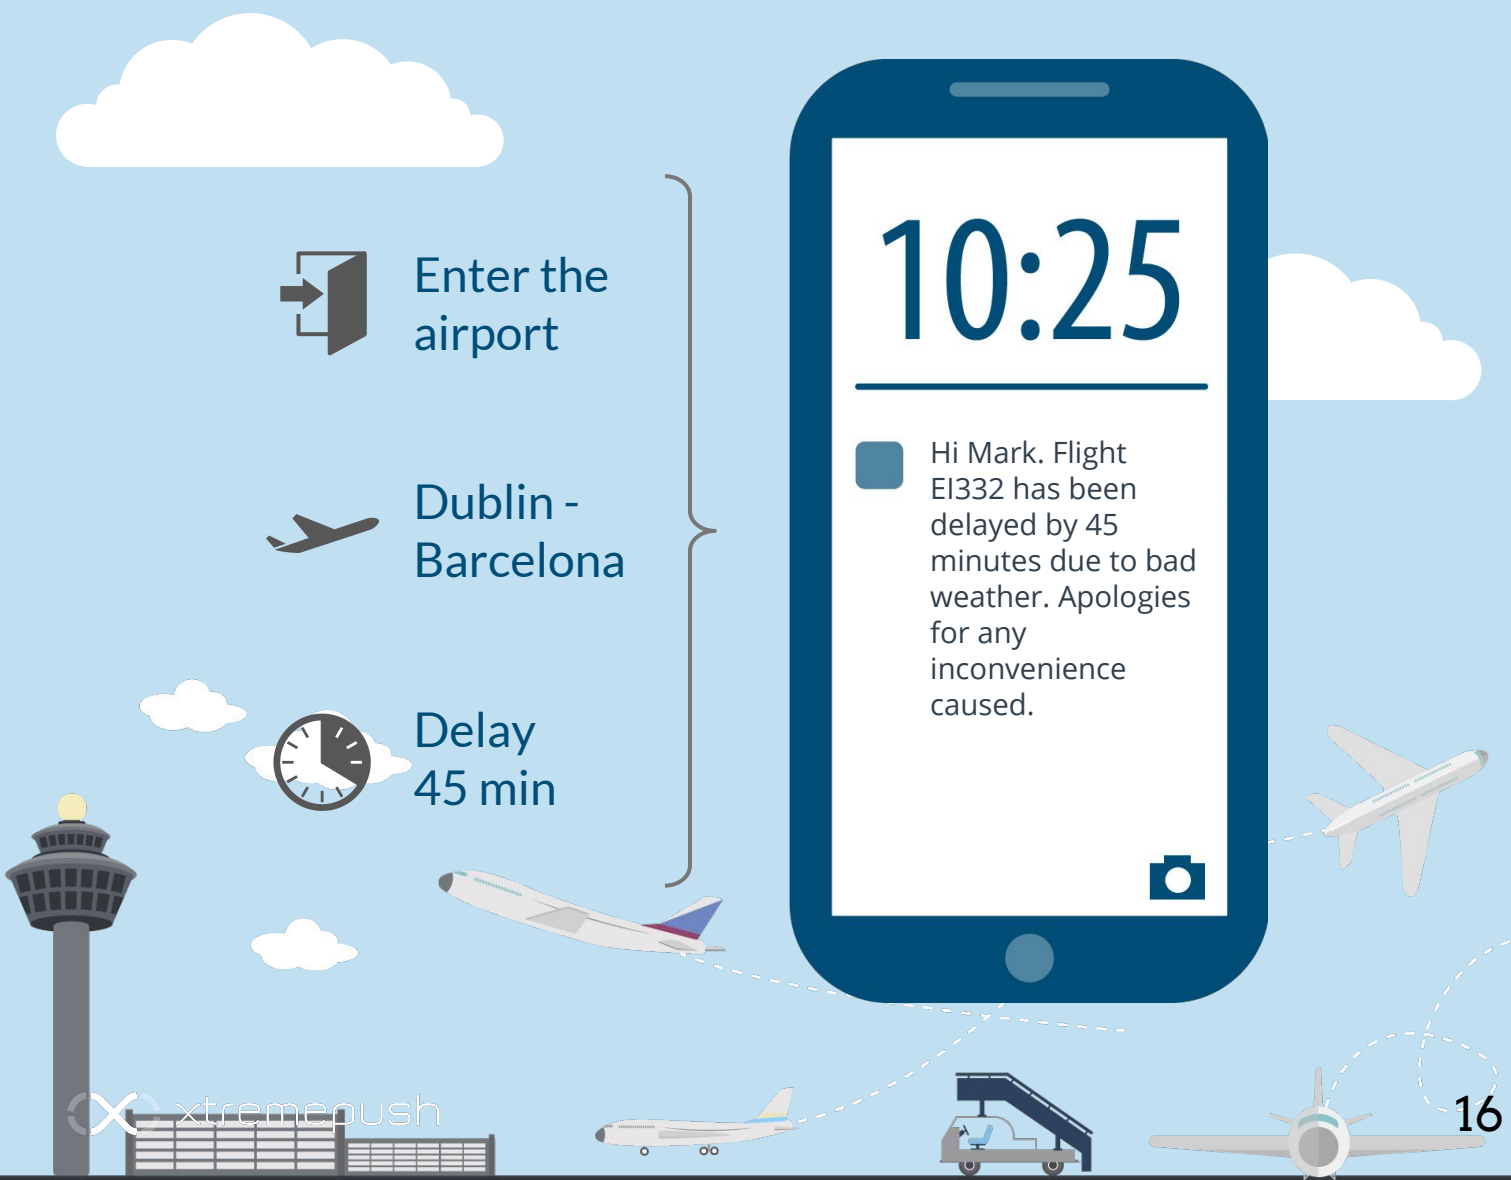 Enter the
airport
Dublin -
Barcelona
Delay
45 min
10:25
Hi Mark. Flight
EI332 has been
delayed by 45
minutes due to bad
weather. Apologies
for any
inconvenience
caused.
xtremepush
16